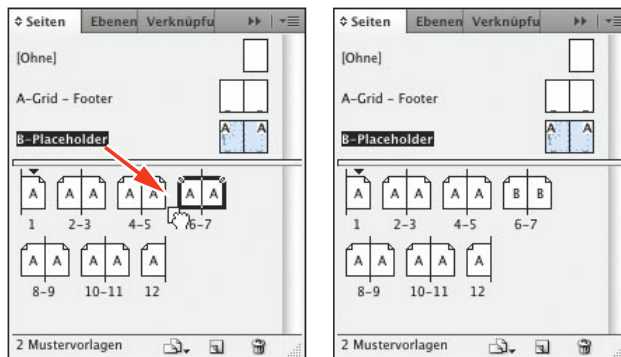 Seiten Ebenen Verknüpfu
[Ohne]
A-Grid – Footer
B-Placeholder
A A
A A A A A A A
1 2-3 4-5 6-7
A A A A A
8-9 10-11 12
2 Mustervorlagen
Seiten Ebenen Verknüpfu
[Ohne]
A-Grid – Footer
B-Placeholder
A A
A A A A A B B
1 2-3 4-5 6-7
A A A A A
8-9 10-11 12
2 Mustervorlagen